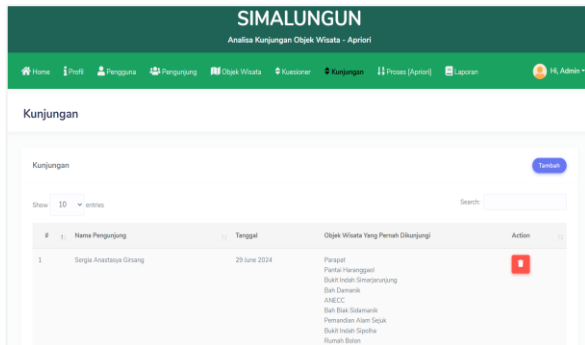 SIMALUNGUN
Analisa Kunjungan Objek Wisata - Apriori
Home Profil Pengguna Pengunjung Objek Wisata Kuesioner Kunjungan Proses [Apriori] Laporan Hi, Admin
Kunjungan
Kunjungan Tambah
Show 10 entries Search:
# Nama Pengunjung Tanggal Objek Wisata Yang Pernah Dikunjungi Action
1 Sergia Anastasya Girsang 29 June 2024 Parapat
Pantai Haranggaol
Bukit Indah Simarjarunjung
Bah Damanik
ANECC
Bah Biak Sidamanik
Pemandian Alam Sejuk
Bukit Indah Sipolha
Rumah Bolon